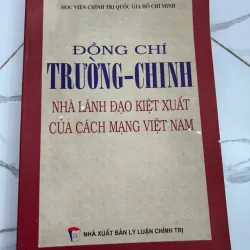 HỌC VIỆN CHÍNH TRỊ QUỐC GIA HỒ CHÍ MINH
ĐỒNG CHÍ
TRƯỜNG-CHINH
NHÀ LÃNH ĐẠO KIỆT XUẤT
CỦA CÁCH MẠNG VIỆT NAM
NHÀ XUẤT BẢN LÝ LUẬN CHÍNH TRỊ